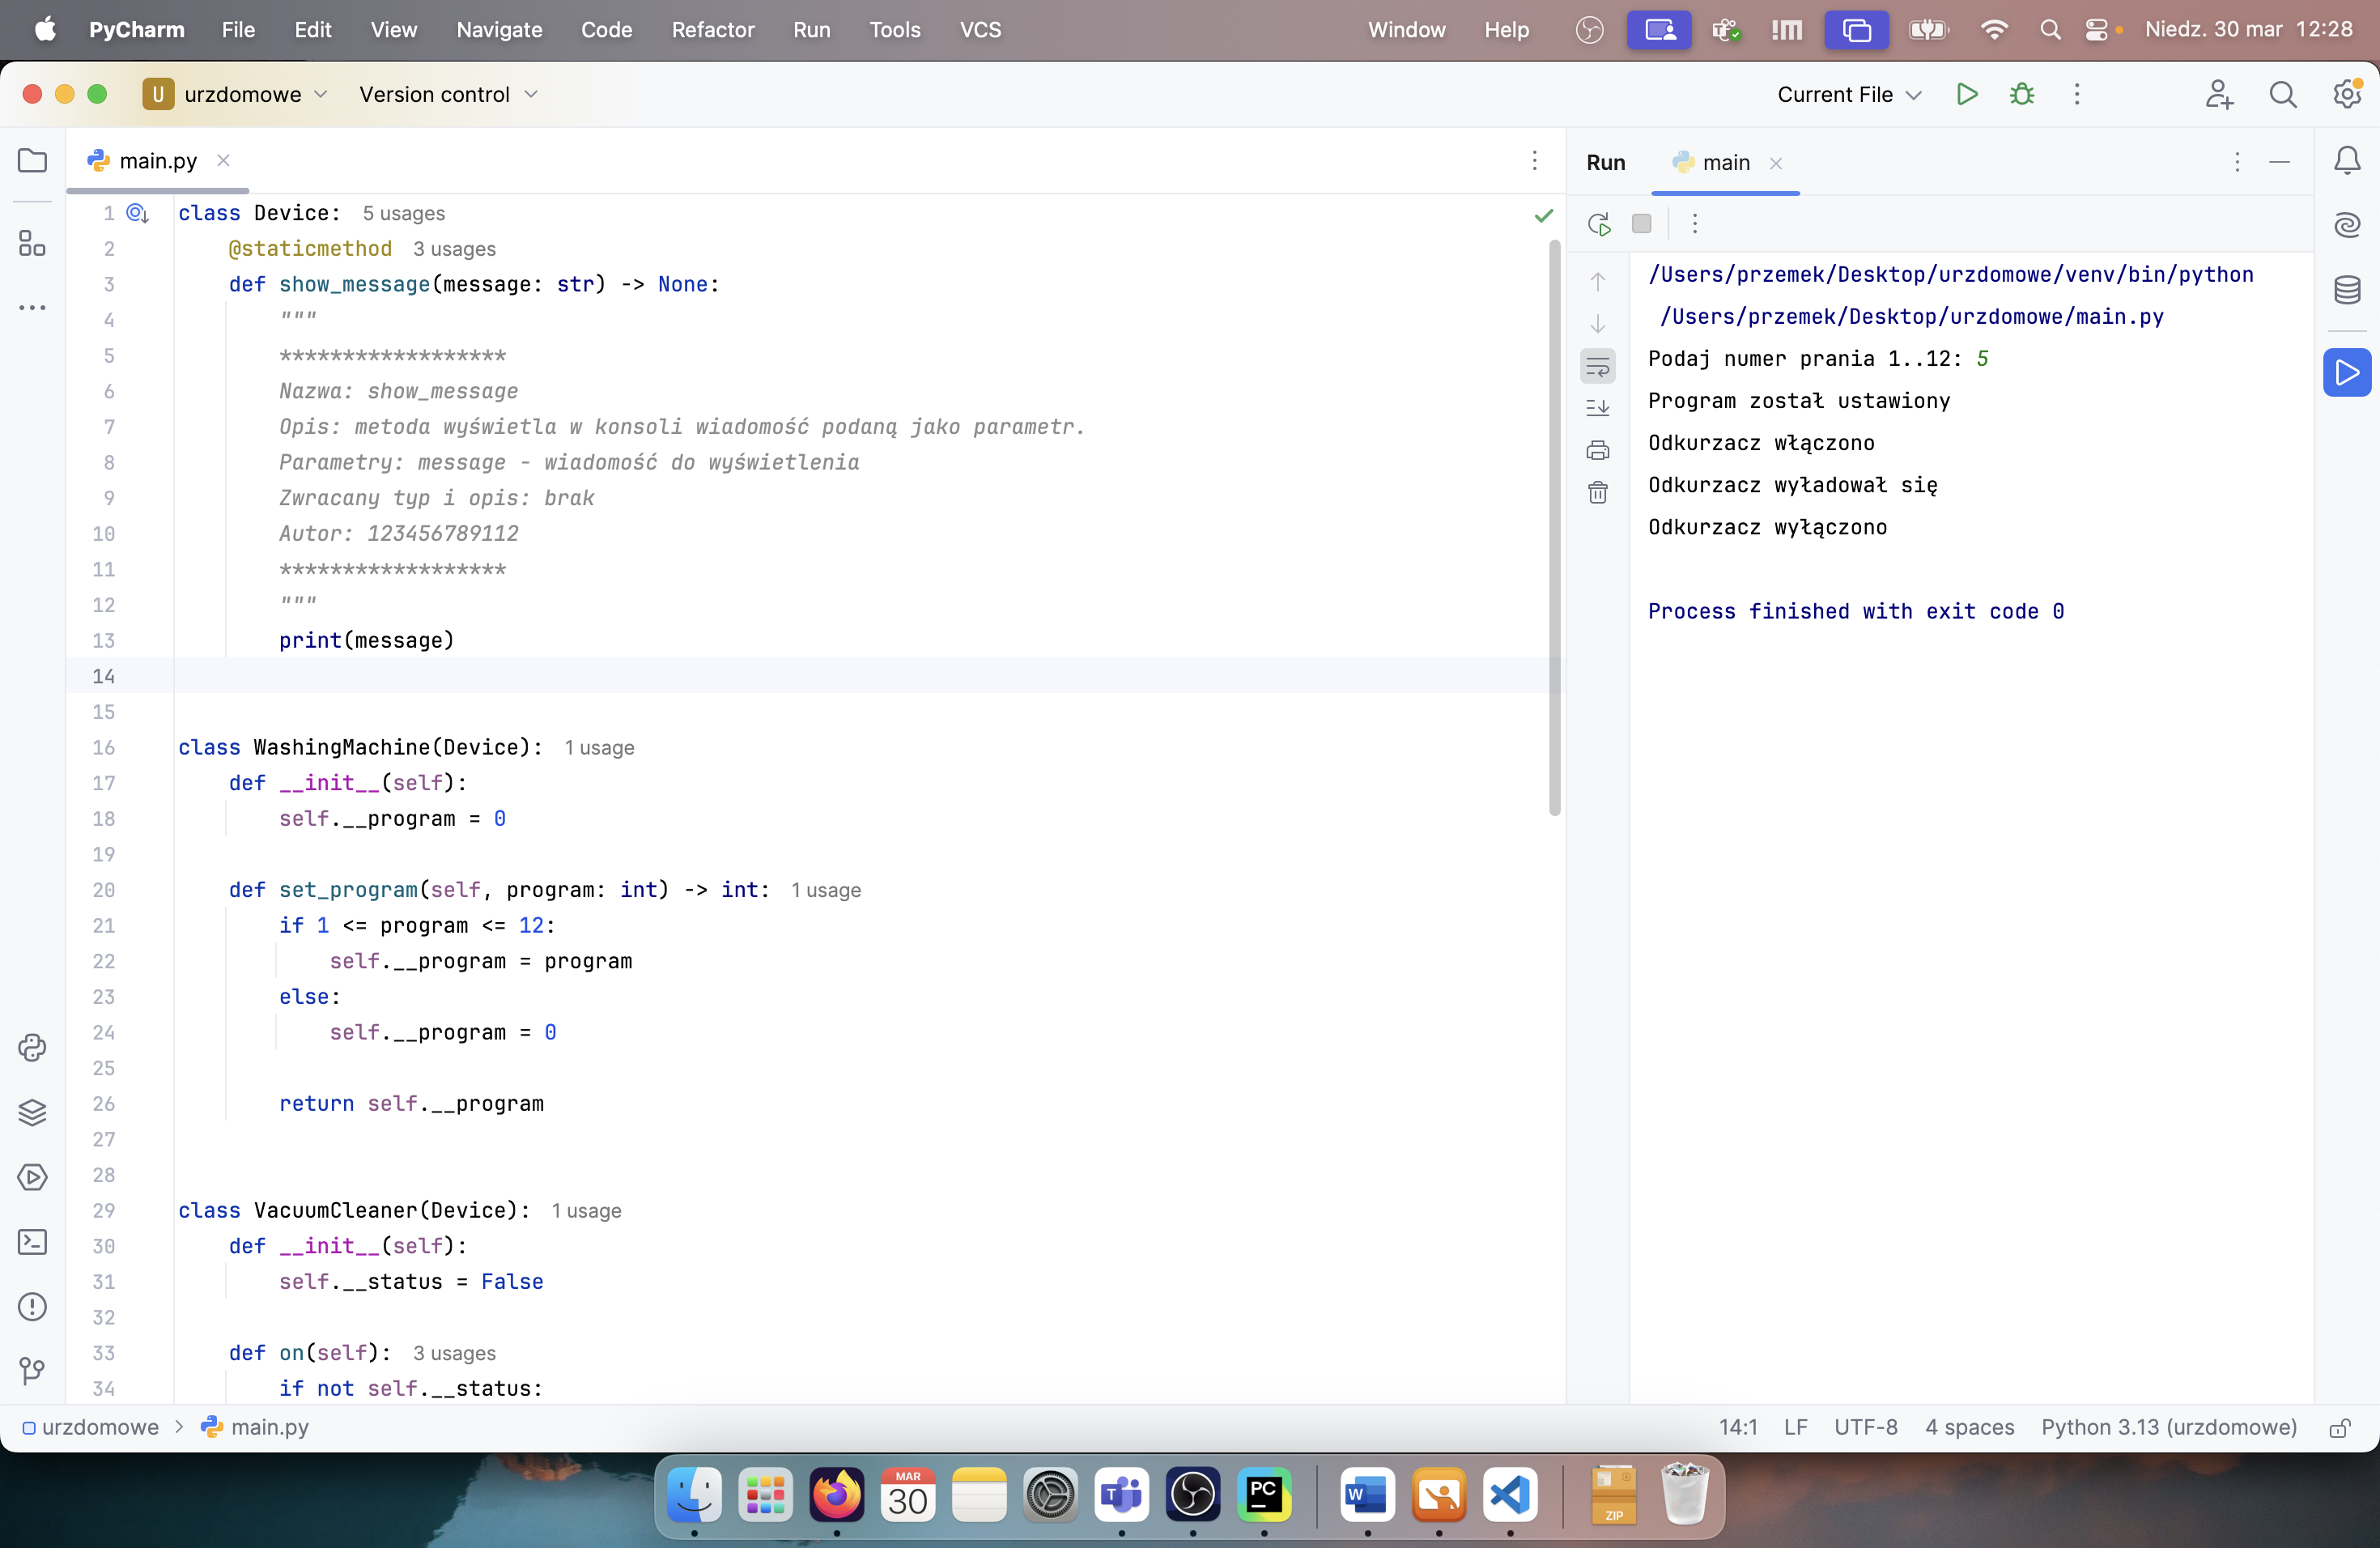 PyCharm File Edit View Navigate Code Refactor Run Tools VCS Window Help Niedz. 30 mar 12:28
U urzdomowe Version control Current File
main.py
1 class Device: 5 usages
2 @staticmethod 3 usages
3 def show_message(message: str) -> None:
4 """
5 ******************
6 Nazwa: show_message
7 Opis: metoda wyświetla w konsoli wiadomość podaną jako parametr.
8 Parametry: message - wiadomość do wyświetlenia
9 Zwracany typ i opis: brak
10 Autor: 123456789112
11 ******************
12 """
13 print(message)
14
15
16 class WashingMachine(Device): 1 usage
17 def __init__(self):
18 self.__program = 0
19
20 def set_program(self, program: int) -> int: 1 usage
21 if 1 <= program <= 12:
22 self.__program = program
23 else:
24 self.__program = 0
25
26 return self.__program
27
28
29 class VacuumCleaner(Device): 1 usage
30 def __init__(self):
31 self.__status = False
32
33 def on(self): 3 usages
34 if not self.__status:
Run main
/Users/przemek/Desktop/urzdomowe/venv/bin/python
/Users/przemek/Desktop/urzdomowe/main.py
Podaj numer prania 1..12: 5
Program został ustawiony
Odkurzacz włączono
Odkurzacz wyładował się
Odkurzacz wyłączono
Process finished with exit code 0
urzdomowe > main.py 14:1 LF UTF-8 4 spaces Python 3.13 (urzdomowe)
MAR
30
T
PC
W
ZIP